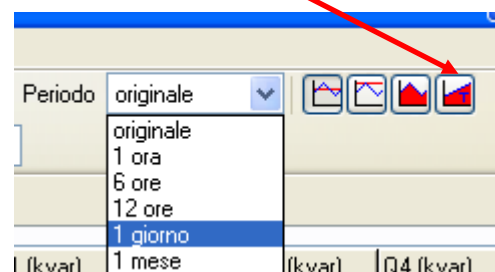 Periodo originale
originale
1 ora
6 ore
12 ore
1 giorno
1 mese
(kvar) (kvar) Q4 (kvar)